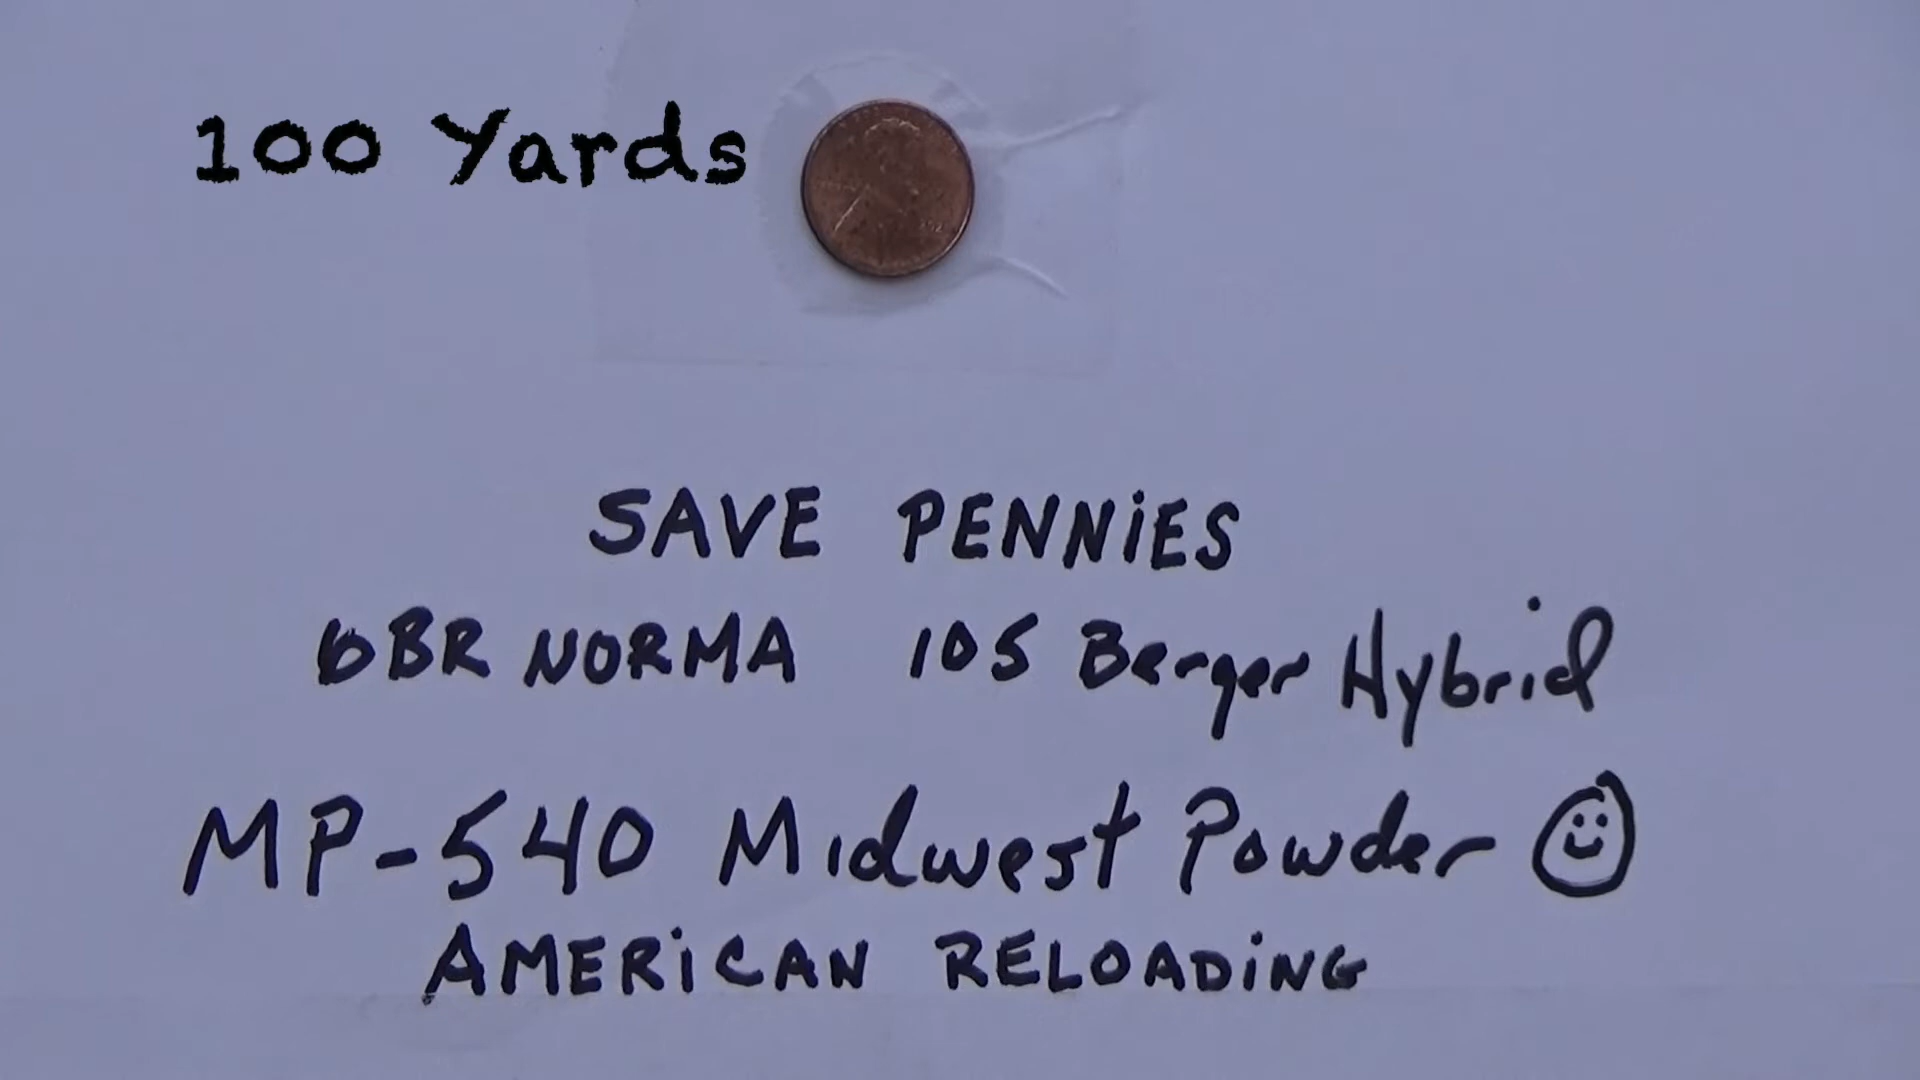 100 Yards
SAVE PENNiES
6BR NORMA 105 Berger Hybrid
MP-540 Midwest Powder
AMERiCAN RELOADiNG